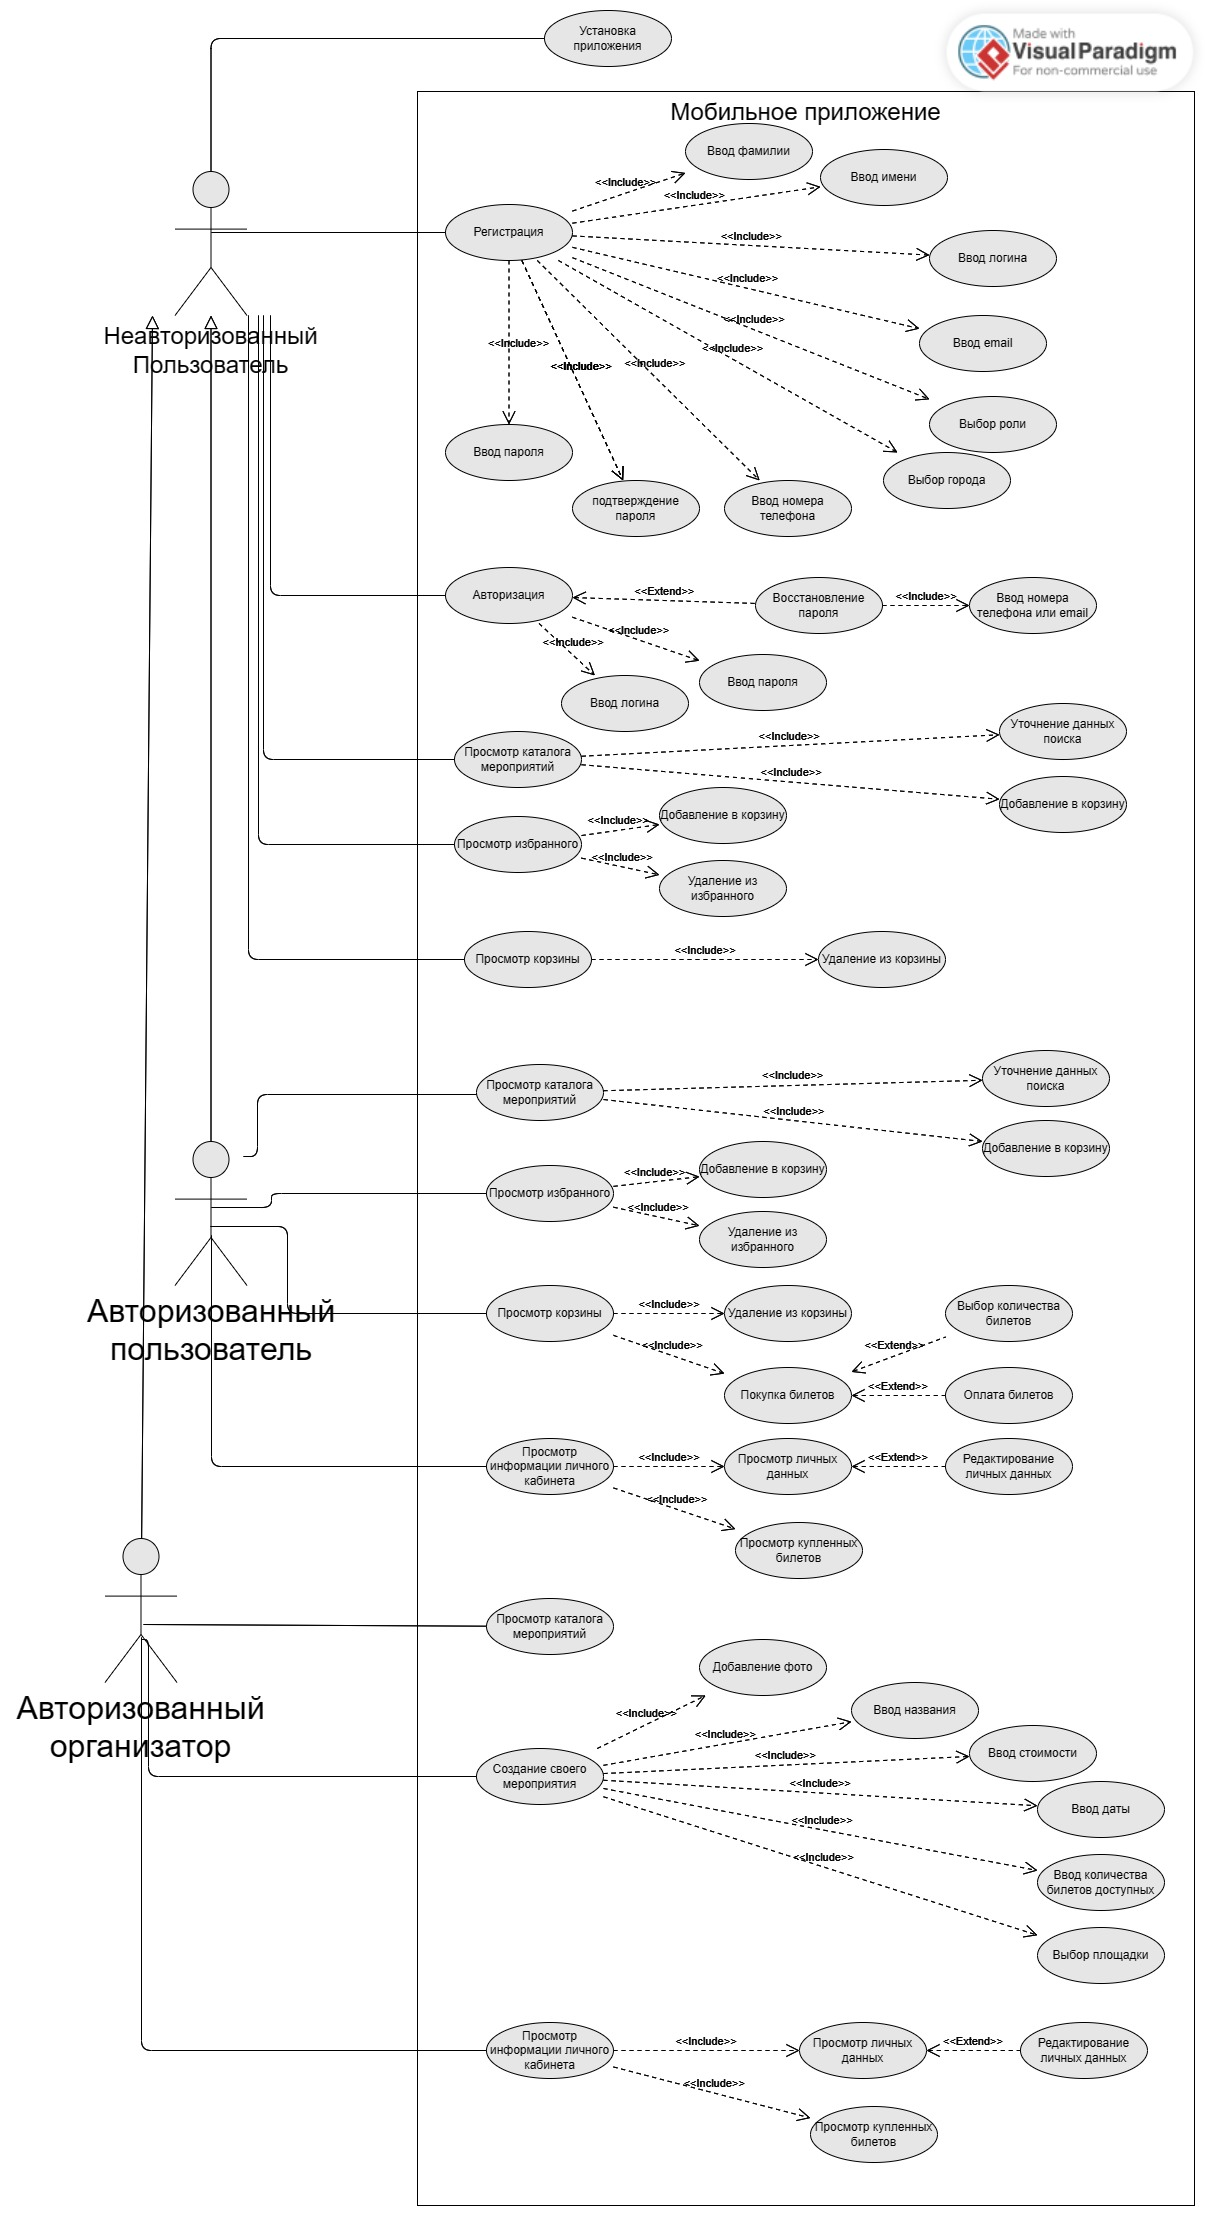 Установка
приложения
Made with
Visual Paradigm
For non-commercial use
Мобильное приложение
Ввод фамилии
Ввод имени
<<Include>>
<<Include>>
Регистрация
<<Include>>
Ввод логина
<<Include>>
<<Include>>
Неавторизованный
Пользователь
<<Include>>
<<Include>>
Ввод email
<<Include>>
<<Include>>
Выбор роли
Ввод пароля
Выбор города
подтверждение
пароля
Ввод номера
телефона
Авторизация
<<Extend>>
Восстановление
пароля
<<Include>>
Ввод номера
телефона или email
<<Include>>
<<Include>>
Ввод пароля
Ввод логина
Просмотр каталога
мероприятий
<<Include>>
Уточнение данных
поиска
<<Include>>
Добавление в корзину
<<Include>>
Добавление в корзину
Просмотр избранного
<<Include>>
Удаление из
избранного
Просмотр корзины
<<Include>>
Удаление из корзины
Просмотр каталога
мероприятий
<<Include>>
Уточнение данных
поиска
<<Include>>
Добавление в корзину
<<Include>>
Добавление в корзину
Просмотр избранного
<<Include>>
Удаление из
избранного
Авторизованный
пользователь
Просмотр корзины
<<Include>>
Удаление из корзины
Выбор количества
билетов
<<Include>>
<<Extend>>
Покупка билетов
<<Extend>>
Оплата билетов
Просмотр
информации личного
кабинета
<<Include>>
Просмотр личных
данных
<<Extend>>
Редактирование
личных данных
<<Include>>
Просмотр купленных
билетов
Просмотр каталога
мероприятий
Авторизованный
организатор
Добавление фото
<<Include>>
Ввод названия
<<Include>>
Ввод стоимости
<<Include>>
Создание своего
мероприятия
<<Include>>
Ввод даты
<<Include>>
<<Include>>
Ввод количества
билетов доступных
Выбор площадки
Просмотр
информации личного
кабинета
<<Include>>
Просмотр личных
данных
<<Extend>>
Редактирование
личных данных
<<Include>>
Просмотр купленных
билетов